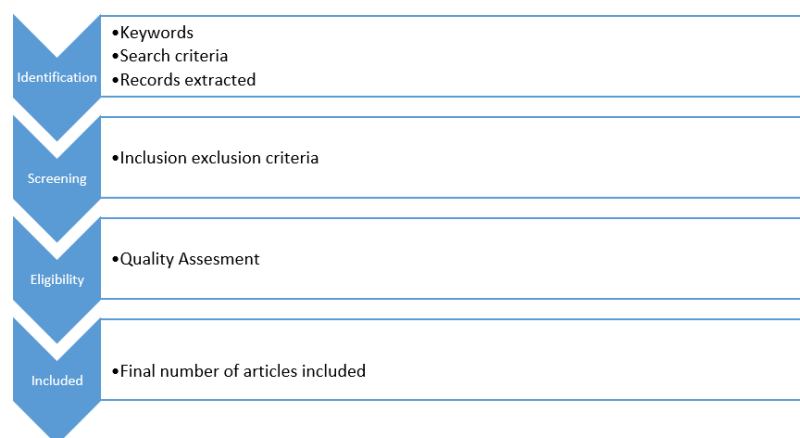 Identification
•Keywords
•Search criteria
•Records extracted
Screening
•Inclusion exclusion criteria
Eligibility
•Quality Assesment
Included
•Final number of articles included